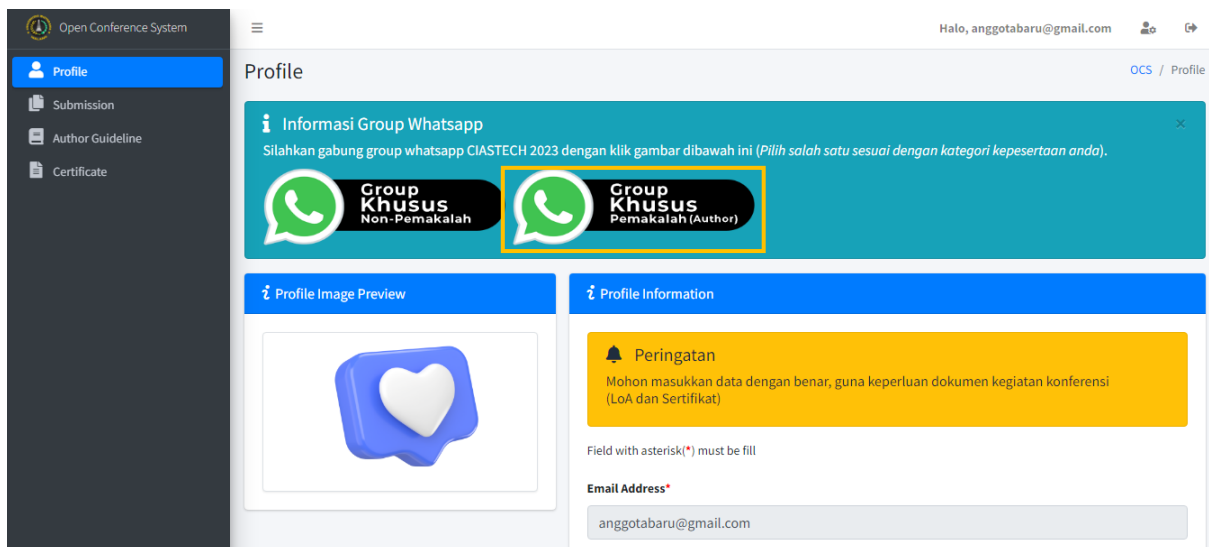 Open Conference System
Halo, anggotabaru@gmail.com
Profile
Submission
Author Guideline
Certificate
Profile
OCS / Profile
Informasi Group Whatsapp
Silahkan gabung group whatsapp CIASTECH 2023 dengan klik gambar dibawah ini (Pilih salah satu sesuai dengan kategori kepesertaan anda).
Group
Khusus
Non-Pemakalah
Group
Khusus
Pemakalah (Author)
Profile Image Preview
Profile Information
Peringatan
Mohon masukkan data dengan benar, guna keperluan dokumen kegiatan konferensi
(LoA dan Sertifikat)
Field with asterisk(*) must be fill
Email Address*
anggotabaru@gmail.com